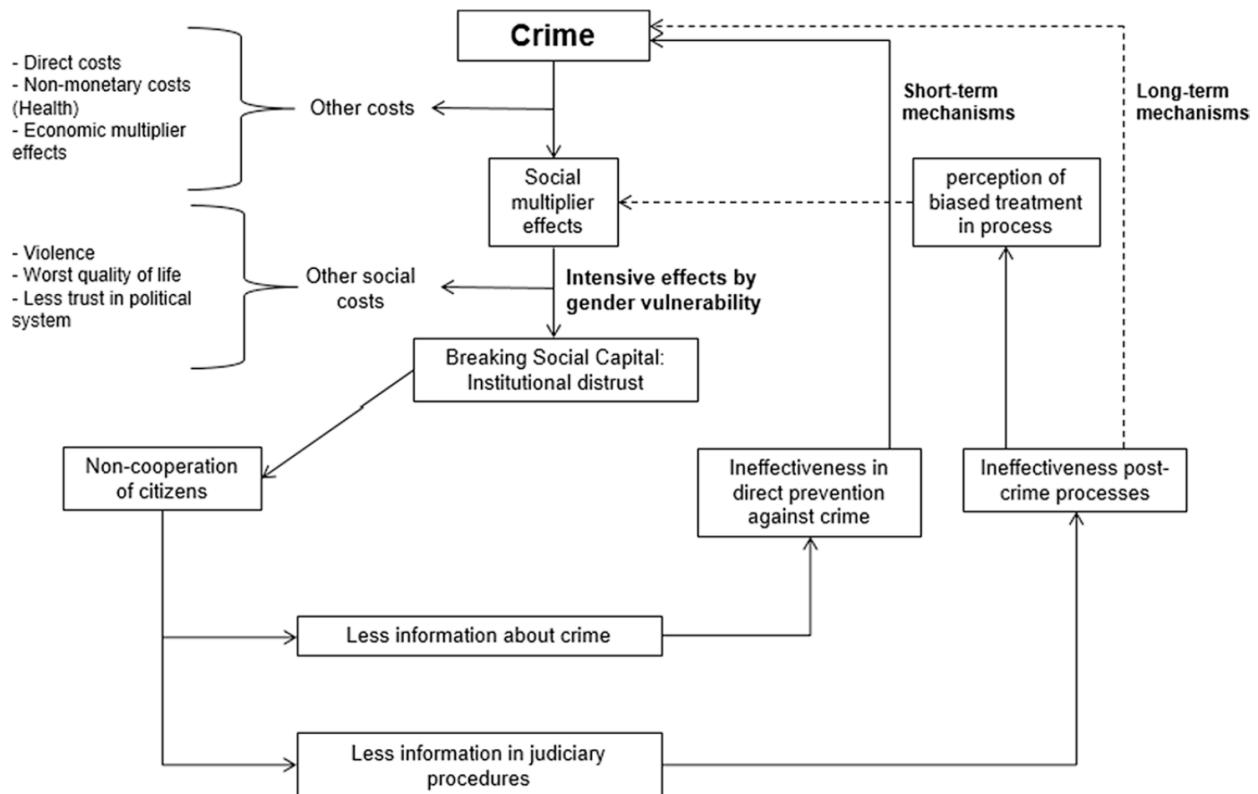 Crime
- Direct costs
- Non-monetary costs
(Health)
- Economic multiplier
effects
Other costs
Short-term
mechanisms
Long-term
mechanisms
Social
multiplier
effects
perception of
biased treatment
in process
- Violence
- Worst quality of life
- Less trust in political
system
Other social
costs
Intensive effects by
gender vulnerability
Breaking Social Capital:
Institutional distrust
Non-cooperation
of citizens
Ineffectiveness in
direct prevention
against crime
Ineffectiveness post-
crime processes
Less information about crime
Less information in judiciary
procedures